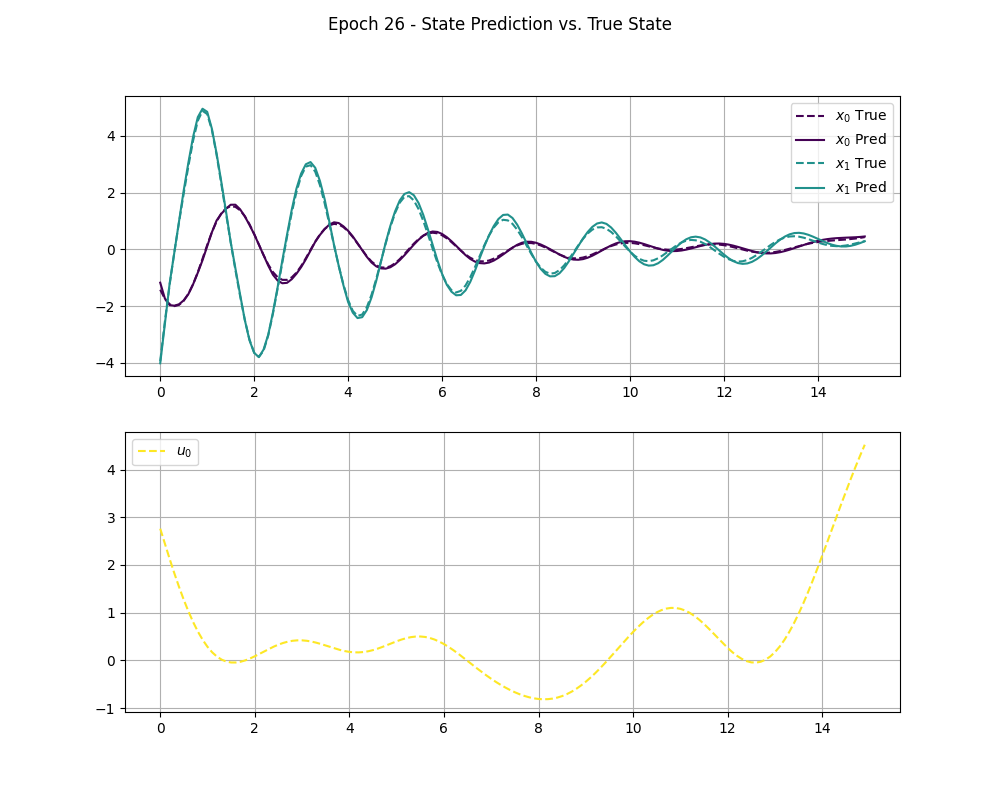 Epoch 26 - State Prediction vs. True State
4
2
0
−2
−4
0 2 4 6 8 10 12 14
x₀ True
x₀ Pred
x₁ True
x₁ Pred
4
3
2
1
0
−1
0 2 4 6 8 10 12 14
u₀